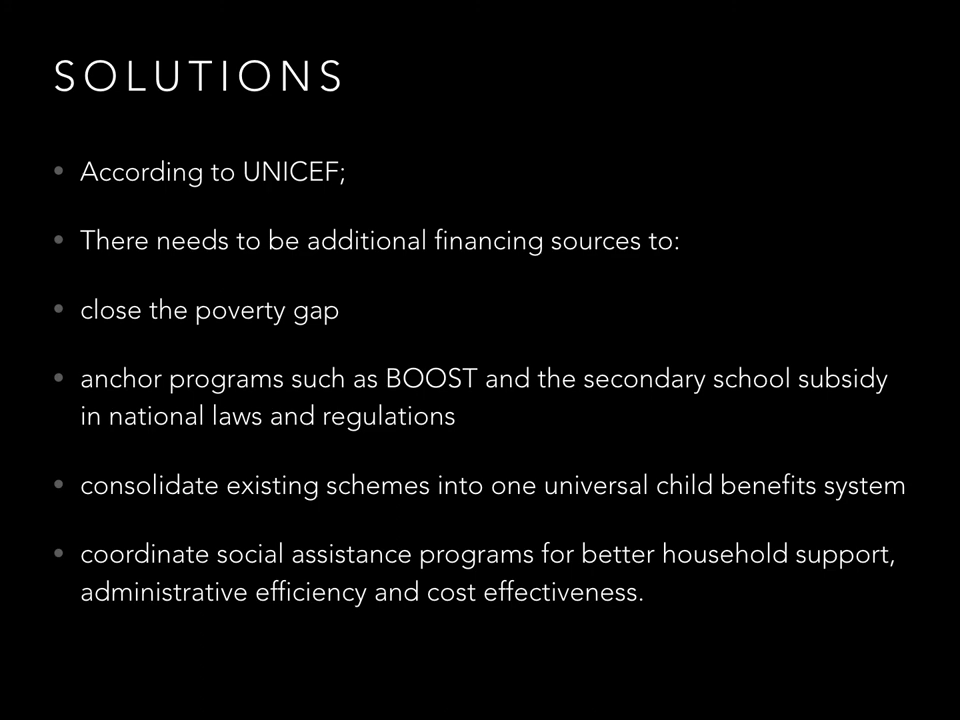 SOLUTIONS
• According to UNICEF;
• There needs to be additional financing sources to:
• close the poverty gap
• anchor programs such as BOOST and the secondary school subsidy
in national laws and regulations
• consolidate existing schemes into one universal child benefits system
• coordinate social assistance programs for better household support,
administrative efficiency and cost effectiveness.